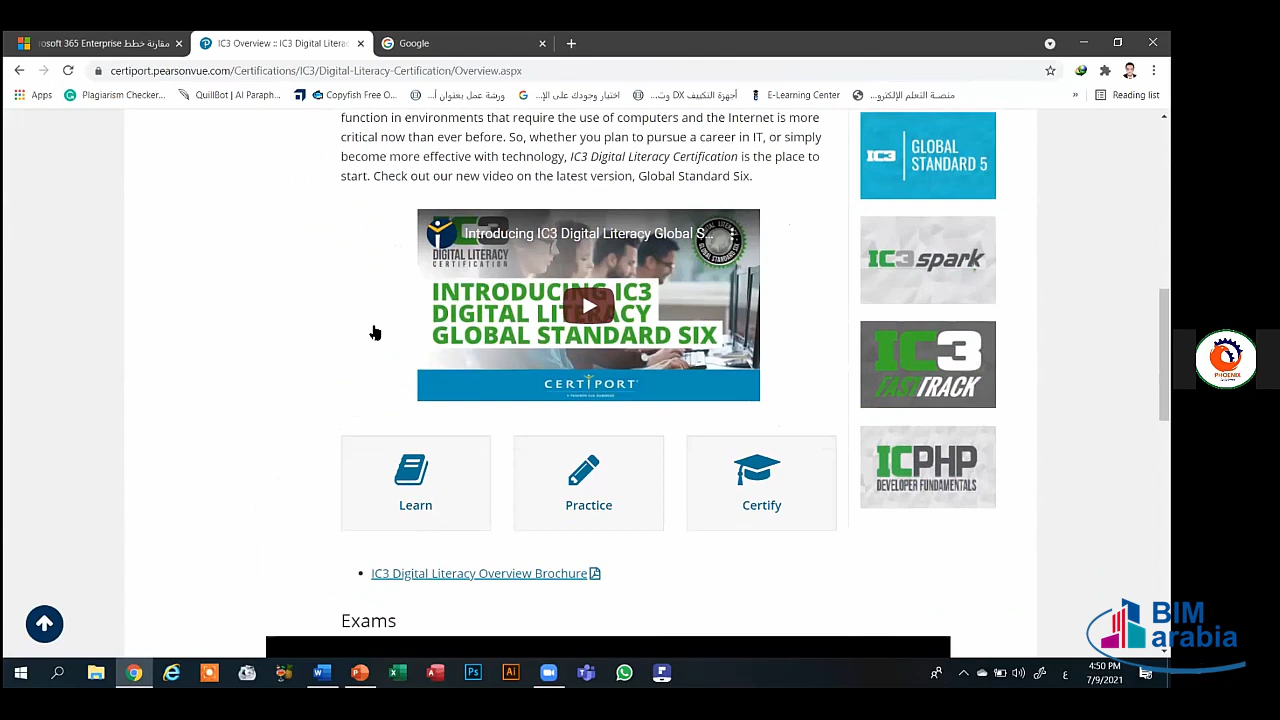 مقارنة خطط rosoft 365 Enterprise
IC3 Overview :: IC3 Digital Litera
Google
certiport.pearsonvue.com/Certifications/IC3/Digital-Literacy-Certification/Overview.aspx
Apps
Plagiarism Checker...
QuillBot | AI Paraph...
Copyfish Free O...
ورشة عمل بعنوان أ...
اختبار وجودك على الإ...
أجهزة التكييف DX وت...
E-Learning Center
منصة التعلم الإلكترو...
»
Reading list
function in environments that require the use of computers and the Internet is more
critical now than ever before. So, whether you plan to pursue a career in IT, or simply
become more effective with technology, IC3 Digital Literacy Certification is the place to
start. Check out our new video on the latest version, Global Standard Six.
IC3
DIGITAL LITERACY
CERTIFICATION
Introducing IC3 Digital Literacy Global S...
INTRODUCING IC3
DIGITAL LITERACY
GLOBAL STANDARD SIX
CERTIPORT
Learn
Practice
Certify
IC3 Digital Literacy Overview Brochure
Exams
IC3
GLOBAL
STANDARD 5
IC3 spark
IC3
FASTTRACK
ICPHP
DEVELOPER FUNDAMENTALS
PHOENIX
BIM
arabia
Ps
Ai
ع
4:50 PM
7/9/2021